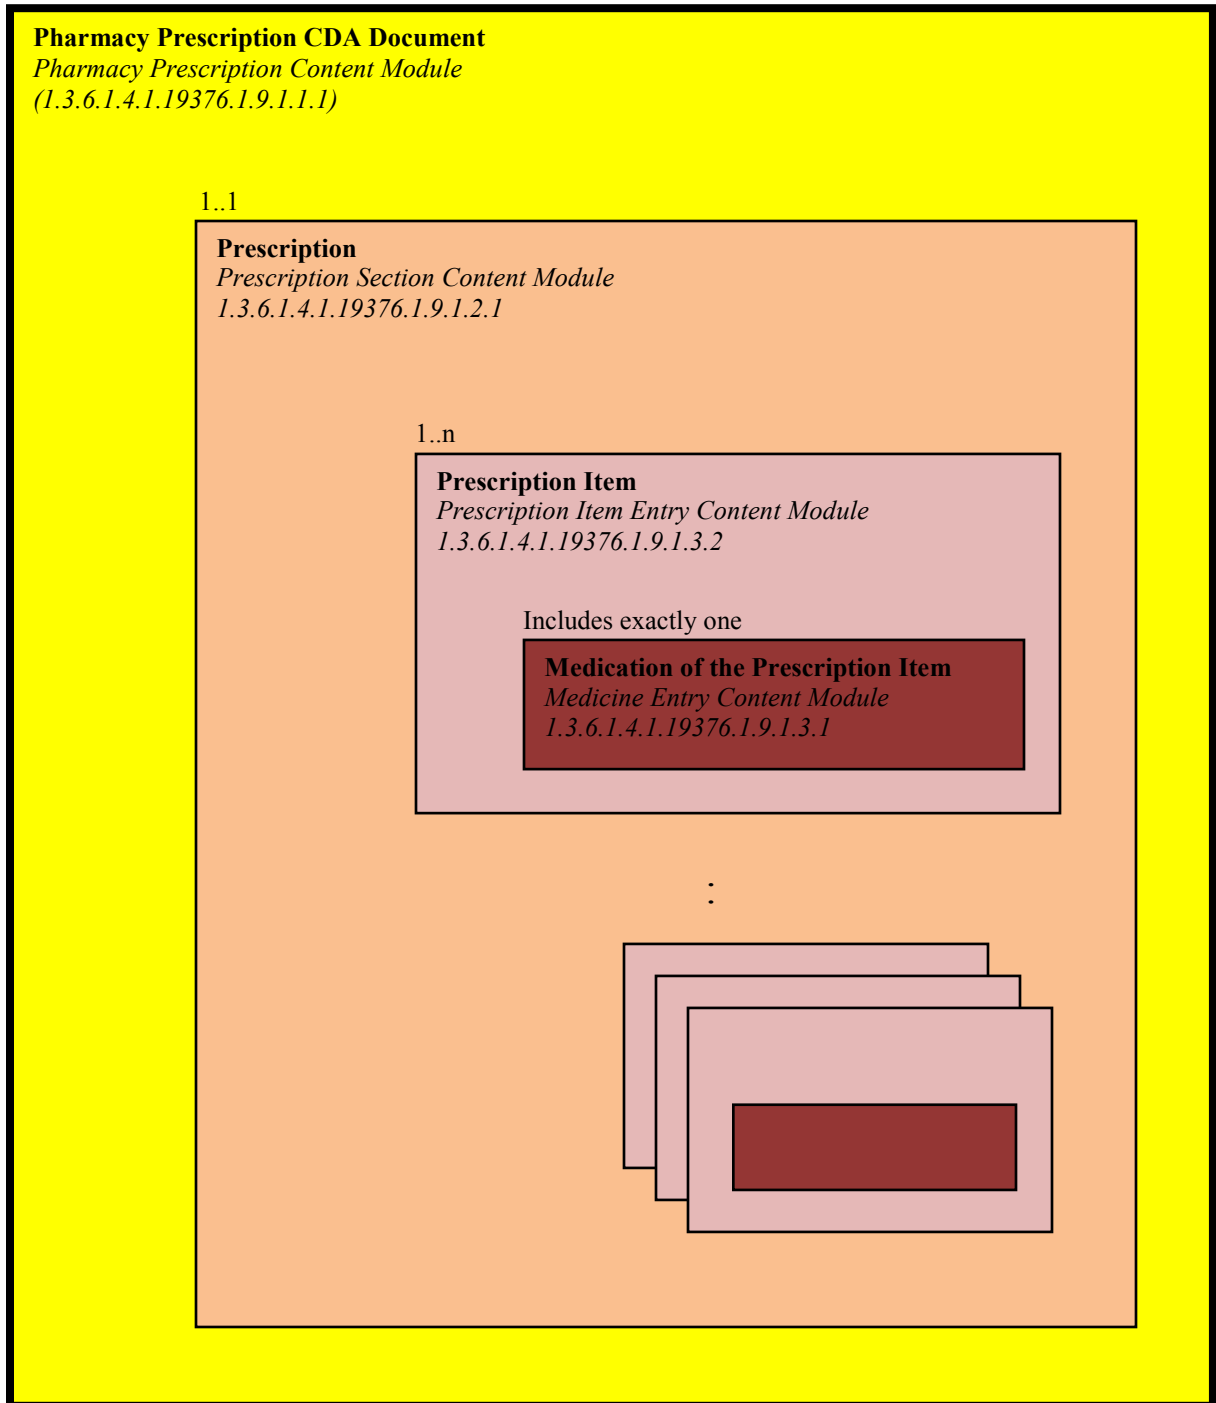 Pharmacy Prescription CDA Document
Pharmacy Prescription Content Module
(1.3.6.1.4.1.19376.1.9.1.1.1)
1..1
Prescription
Prescription Section Content Module
1.3.6.1.4.1.19376.1.9.1.2.1
1..n
Prescription Item
Prescription Item Entry Content Module
1.3.6.1.4.1.19376.1.9.1.3.2
Includes exactly one
Medication of the Prescription Item
Medicine Entry Content Module
1.3.6.1.4.1.19376.1.9.1.3.1
: